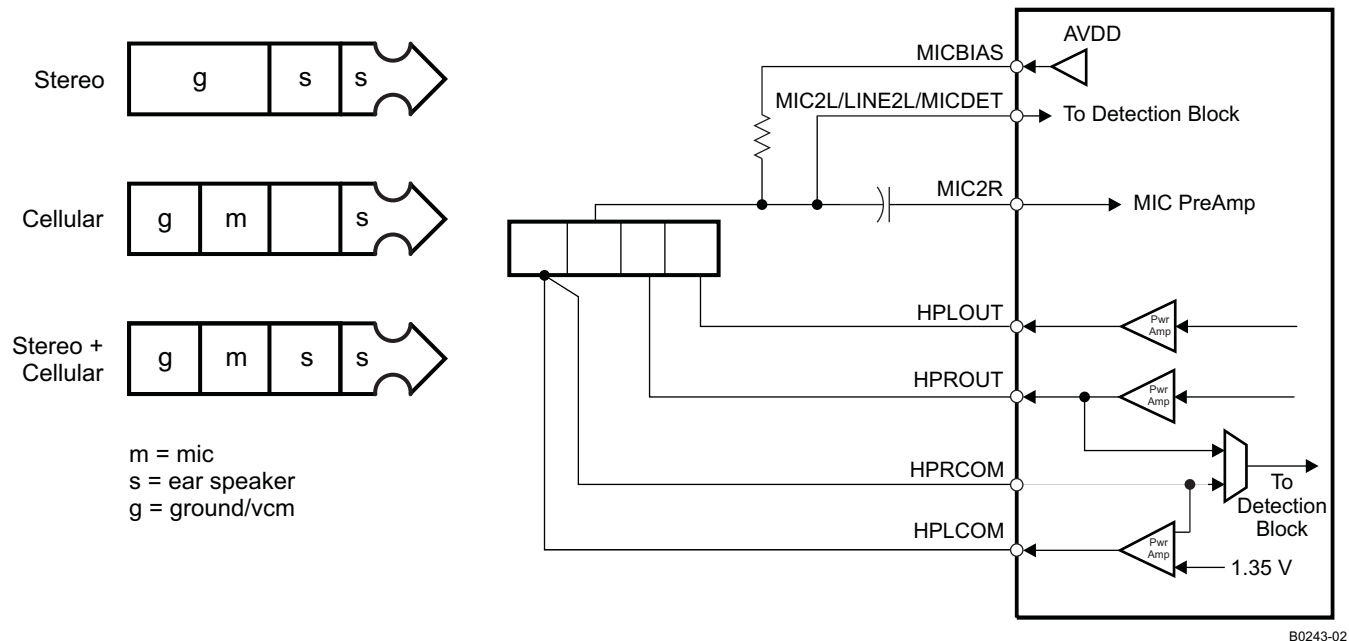 Stereo
g s s
Cellular
g m s
Stereo +
Cellular
g m s s
m = mic
s = ear speaker
g = ground/vcm
AVDD
MICBIAS
MIC2L/LINE2L/MICDET
To Detection Block
MIC2R
MIC PreAmp
HPLOUT
Pwr
Amp
HPROUT
Pwr
Amp
HPRCOM
To
Detection
Block
HPLCOM
Pwr
Amp
1.35 V
B0243-02